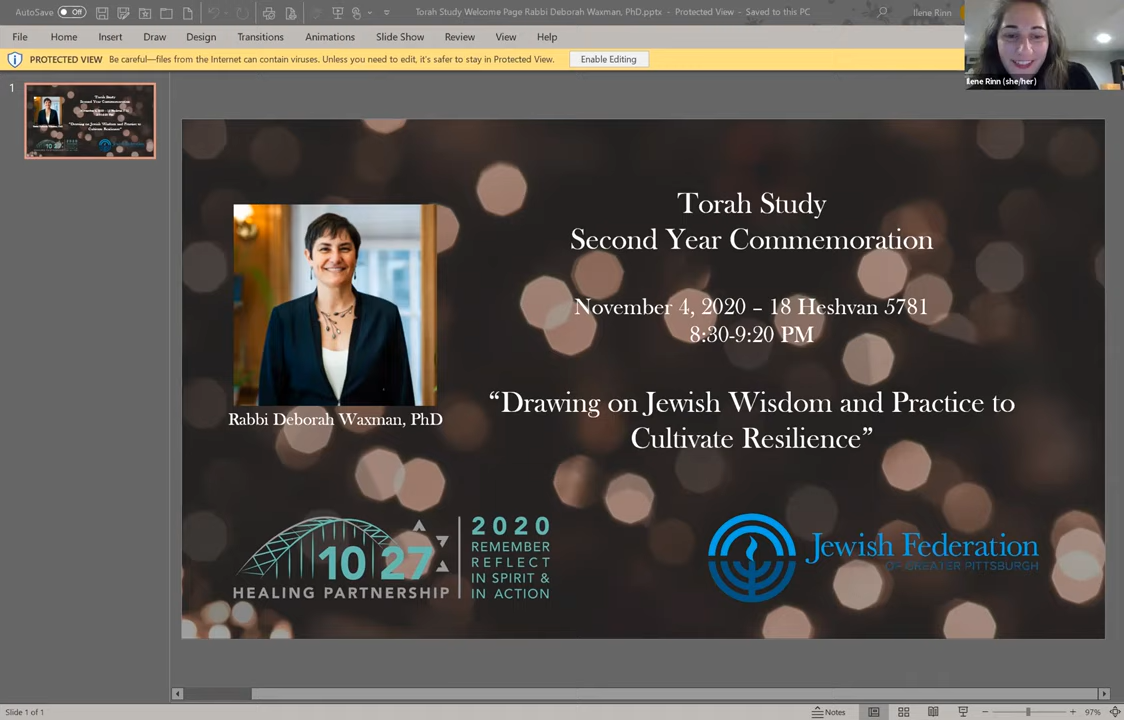 AutoSave Off
Torah Study Welcome Page Rabbi Deborah Waxman, PhD.pptx - Protected View - Saved to this PC
Ilene Rinn
File Home Insert Draw Design Transitions Animations Slide Show Review View Help
PROTECTED VIEW Be careful—files from the Internet can contain viruses. Unless you need to edit, it's safer to stay in Protected View. Enable Editing
Ilene Rinn (she/her)
1
Torah Study
Second Year Commemoration
November 4, 2020 – 18 Heshvan 5781
8:30-9:20 PM
“Drawing on Jewish Wisdom and Practice to
Cultivate Resilience”
Rabbi Deborah Waxman, PhD
10 27
HEALING PARTNERSHIP
2020
REMEMBER
REFLECT
IN SPIRIT &
IN ACTION
Jewish Federation
OF GREATER PITTSBURGH
Slide 1 of 1
Notes
97%